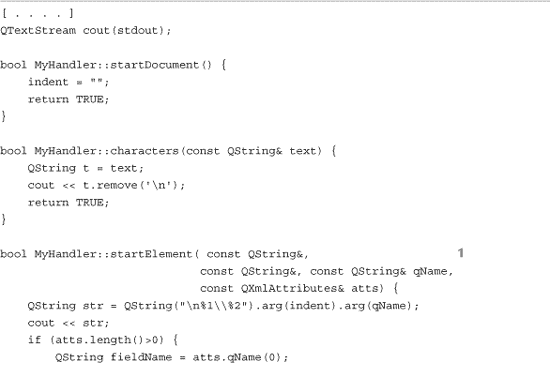 [ . . . . ]
QTextStream cout(stdout);
bool MyHandler::startDocument() {
    indent = "";
    return TRUE;
}
bool MyHandler::characters(const QString& text) {
    QString t = text;
    cout << t.remove('\n');
    return TRUE;
}
bool MyHandler::startElement( const QString&, 1
                         const QString&, const QString& qName,
                         const QXmlAttributes& atts) {
    QString str = QString("\n%1\\%2").arg(indent).arg(qName);
    cout << str;
    if (atts.length()>0) {
        QString fieldName = atts.qName(0);